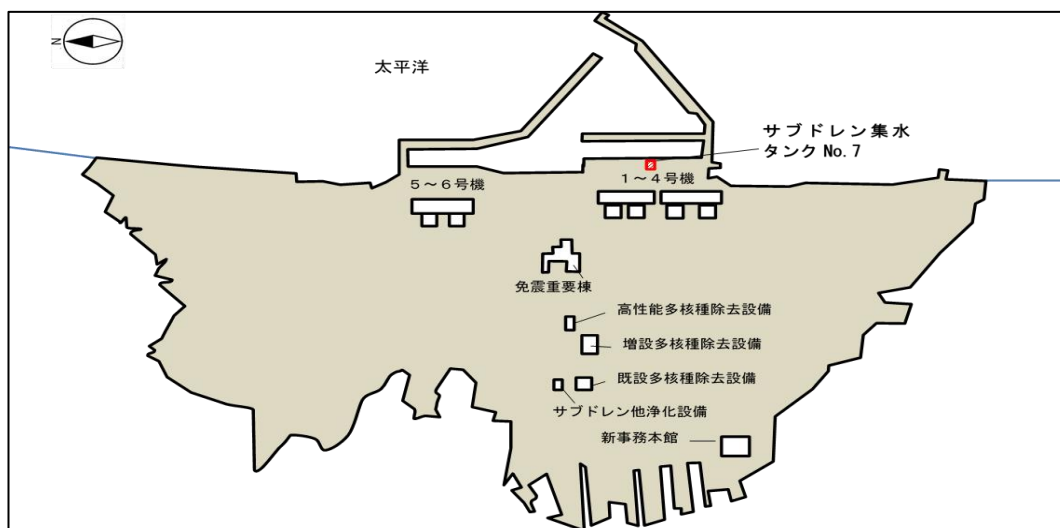 N
太平洋
サブドレン集水
タンク No.7
5～6号機
1～4号機
免震重要棟
高性能多核種除去設備
増設多核種除去設備
既設多核種除去設備
サブドレン他浄化設備
新事務本館